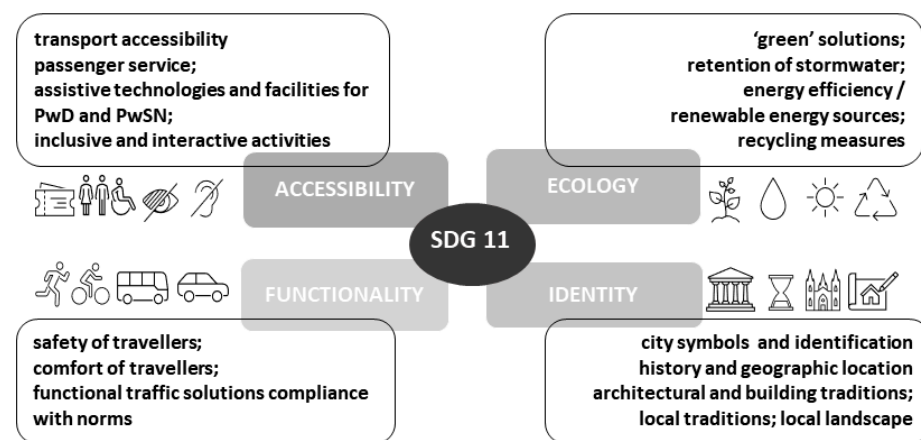 transport accessibility
passenger service;
assistive technologies and facilities for
PwD and PwSN;
inclusive and interactive activities
‘green’ solutions;
retention of stormwater;
energy efficiency /
renewable energy sources;
recycling measures
ACCESSIBILITY
ECOLOGY
SDG 11
FUNCTIONALITY
IDENTITY
safety of travellers;
comfort of travellers;
functional traffic solutions compliance
with norms
city symbols and identification
history and geographic location
architectural and building traditions;
local traditions; local landscape